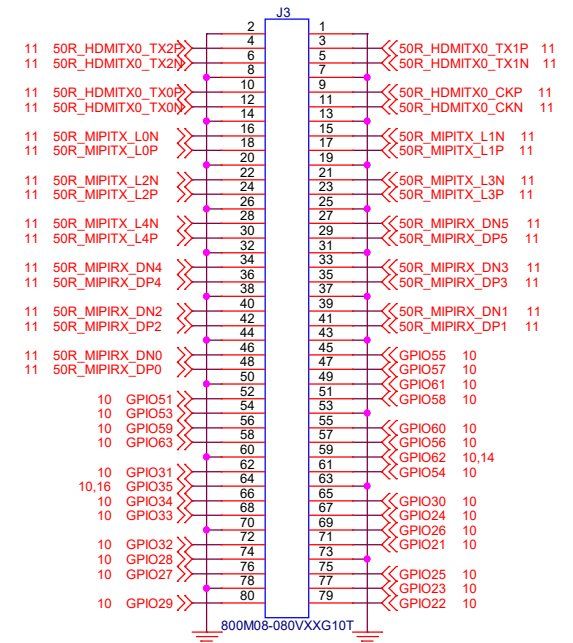 J3
2 1
11 50R_HDMITX0_TX2P 4 3 50R_HDMITX0_TX1P 11
11 50R_HDMITX0_TX2N 6 5 50R_HDMITX0_TX1N 11
8 7
11 50R_HDMITX0_TX0P 10 9 50R_HDMITX0_CKP 11
11 50R_HDMITX0_TX0N 12 11 50R_HDMITX0_CKN 11
14 13
11 50R_MIPITX_L0N 16 15 50R_MIPITX_L1N 11
11 50R_MIPITX_L0P 18 17 50R_MIPITX_L1P 11
20 19
11 50R_MIPITX_L2N 22 21 50R_MIPITX_L3N 11
11 50R_MIPITX_L2P 24 23 50R_MIPITX_L3P 11
26 25
11 50R_MIPITX_L4N 28 27 50R_MIPIRX_DN5 11
11 50R_MIPITX_L4P 30 29 50R_MIPIRX_DP5 11
32 31
11 50R_MIPIRX_DN4 34 33 50R_MIPIRX_DN3 11
11 50R_MIPIRX_DP4 36 35 50R_MIPIRX_DP3 11
38 37
11 50R_MIPIRX_DN2 40 39 50R_MIPIRX_DN1 11
11 50R_MIPIRX_DP2 42 41 50R_MIPIRX_DP1 11
44 43
11 50R_MIPIRX_DN0 46 45 GPIO55 10
11 50R_MIPIRX_DP0 48 47 GPIO57 10
50 49 GPIO61 10
10 GPIO51 52 51 GPIO58 10
10 GPIO53 54 53
10 GPIO59 56 55 GPIO60 10
10 GPIO63 58 57 GPIO56 10
60 59 GPIO62 10,14
10 GPIO31 62 61 GPIO54 10
10,16 GPIO35 64 63
10 GPIO34 66 65 GPIO30 10
10 GPIO33 68 67 GPIO24 10
70 69 GPIO26 10
10 GPIO32 72 71 GPIO21 10
10 GPIO28 74 73
10 GPIO27 76 75 GPIO25 10
78 77 GPIO23 10
10 GPIO29 80 79 GPIO22 10
800M08-080VXXG10T